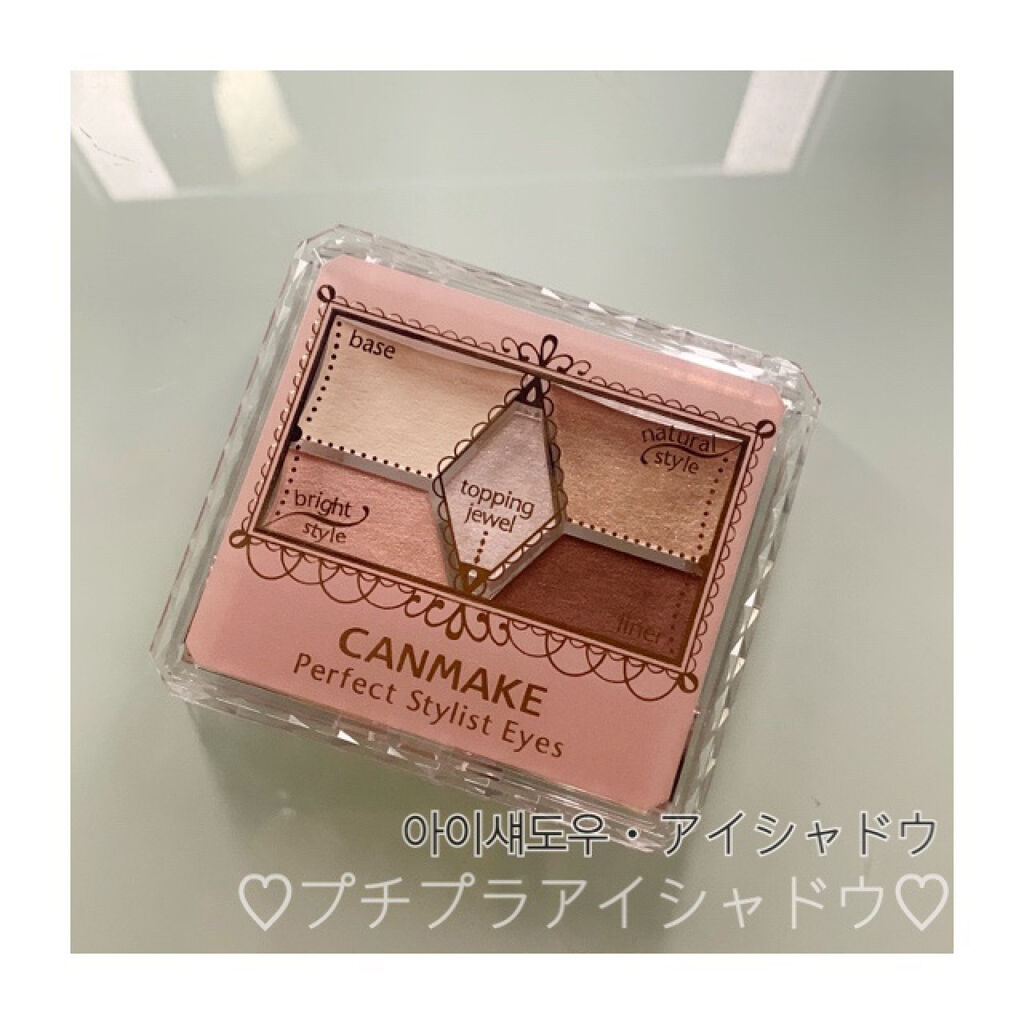 base
natural
style
topping
jewel
bright
style
liner
CANMAKE
Perfect Stylist Eyes
아이섀도우・アイシャドウ
♡プチプラアイシャドウ♡